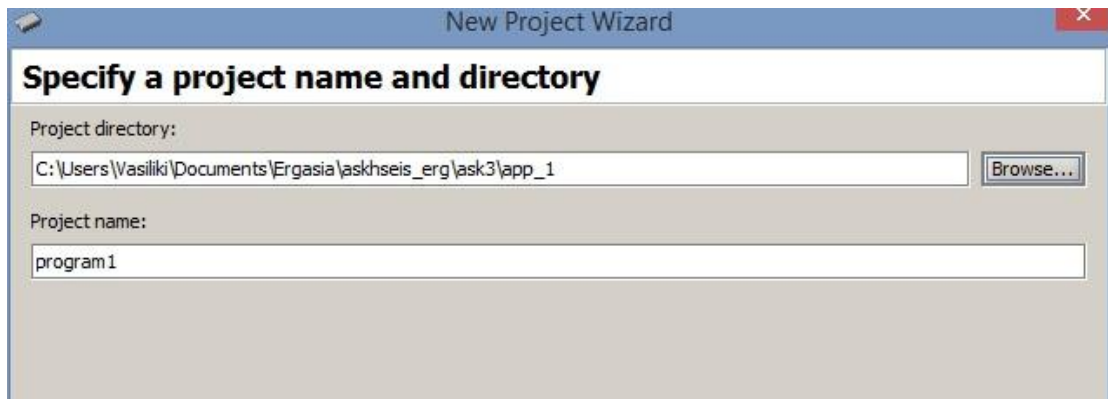 New Project Wizard
Specify a project name and directory
Project directory:
C:\Users\Vasiliki\Documents\Ergasia\askhseis_erg\ask3\app_1
Browse...
Project name:
program1